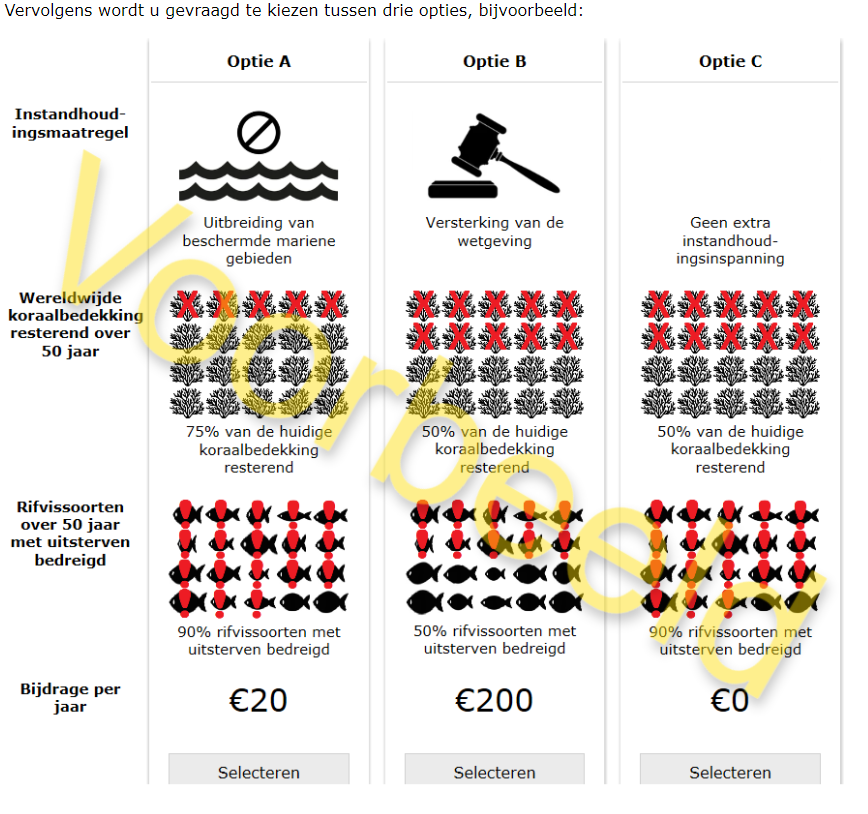 Vervolgens wordt u gevraagd te kiezen tussen drie opties, bijvoorbeeld:
Optie A
Optie B
Optie C
Instandhoud-
ingsmaatregel
Uitbreiding van
beschermde mariene
gebieden
Versterking van de
wetgeving
Geen extra
instandhoud-
ingsinspanning
Wereldwijde
koraalbedekking
resterend over
50 jaar
75% van de huidige
koraalbedekking
resterend
50% van de huidige
koraalbedekking
resterend
50% van de huidige
koraalbedekking
resterend
Rifvissoorten
over 50 jaar
met uitsterven
bedreigd
90% rifvissoorten met
uitsterven bedreigd
50% rifvissoorten met
uitsterven bedreigd
90% rifvissoorten met
uitsterven bedreigd
Bijdrage per
jaar
€20
€200
€0
Selecteren
Selecteren
Selecteren
Voorbeeld